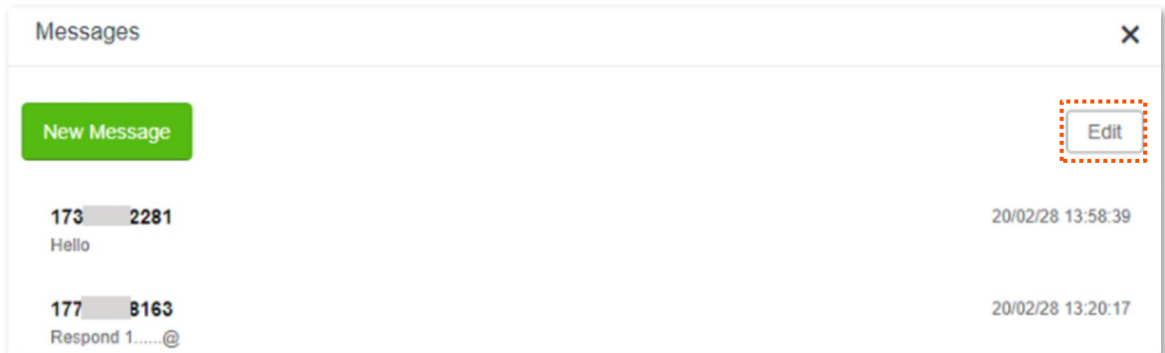 Messages
New Message
Edit
173 2281
20/02/28 13:58:39
Hello
177 8163
20/02/28 13:20:17
Respond 1......@